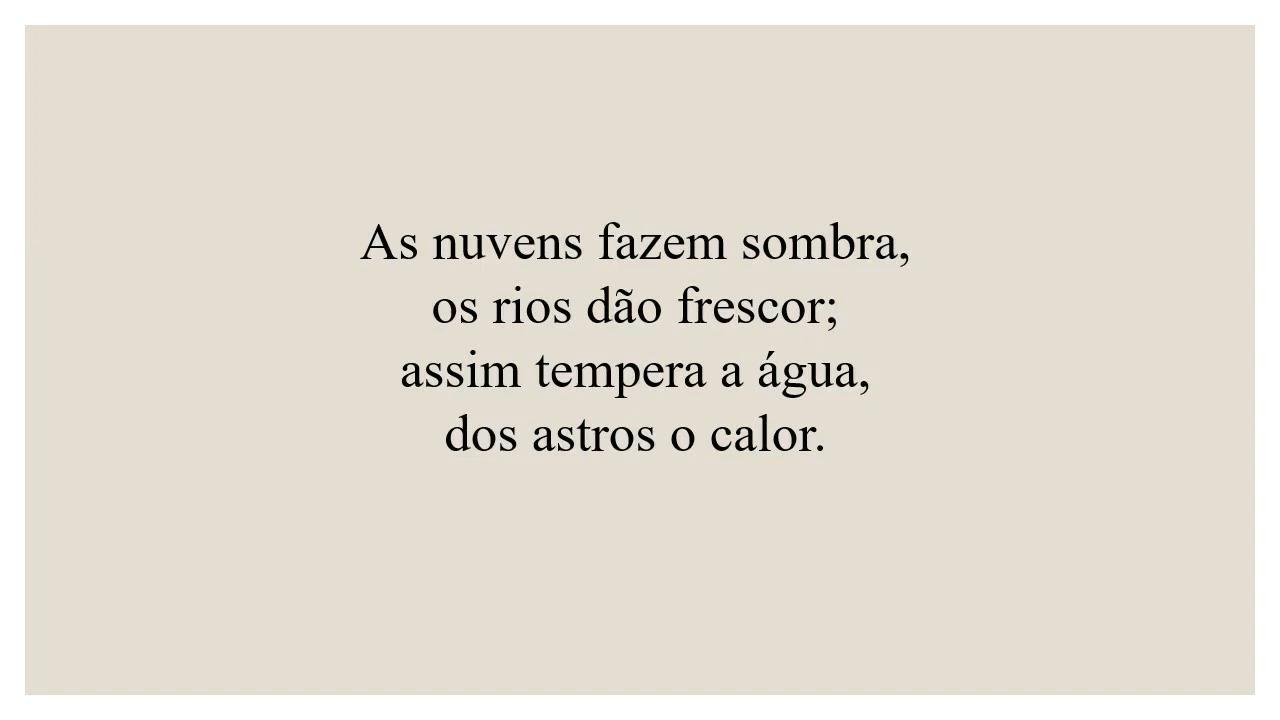 As nuvens fazem sombra,
os rios dão frescor;
assim tempera a água,
dos astros o calor.